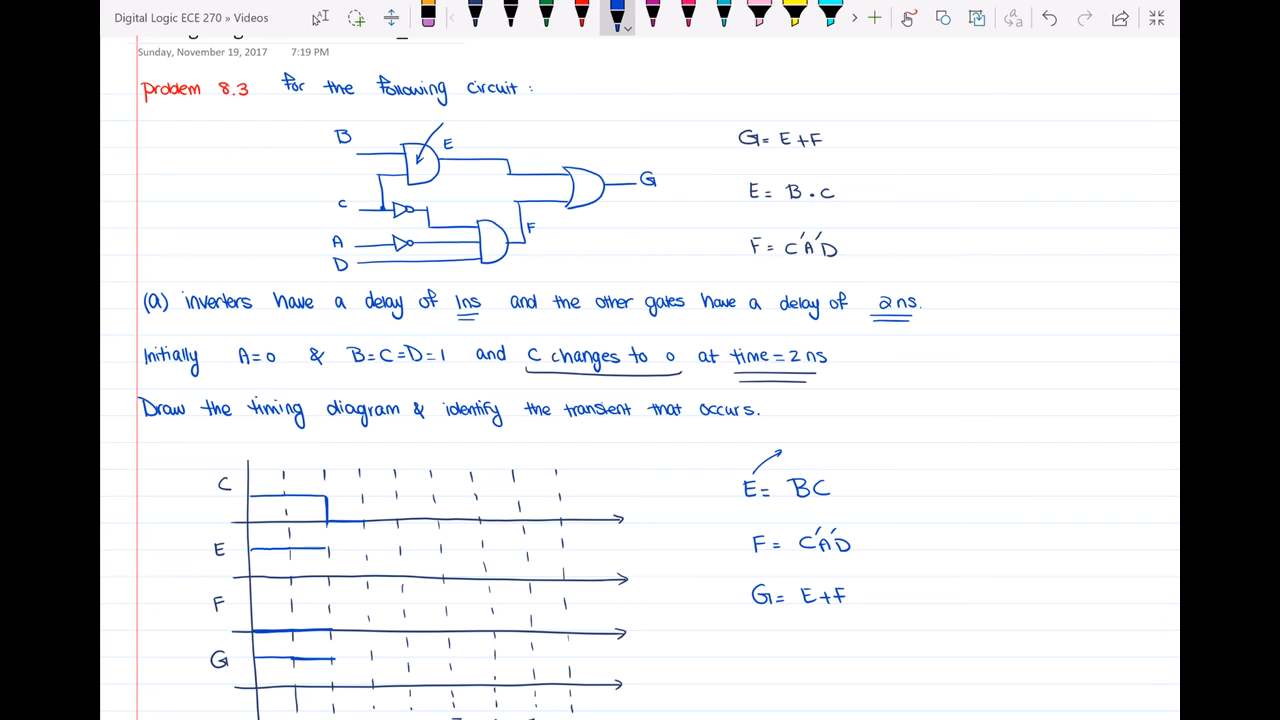 Digital Logic ECE 270 » Videos
Sunday, November 19, 2017 7:19 PM
Problem 8.3 for the following circuit :
B
E
G
C
F
A
D
G = E + F
E = B . C
F = C'A'D
(a) inverters have a delay of 1ns and the other gates have a delay of 2 ns.
Initially A=0 & B=C=D=1 and C changes to 0 at time = 2 ns
Draw the timing diagram & identify the transient that occurs.
C
E
F
G
E = BC
F = C'A'D
G = E+F